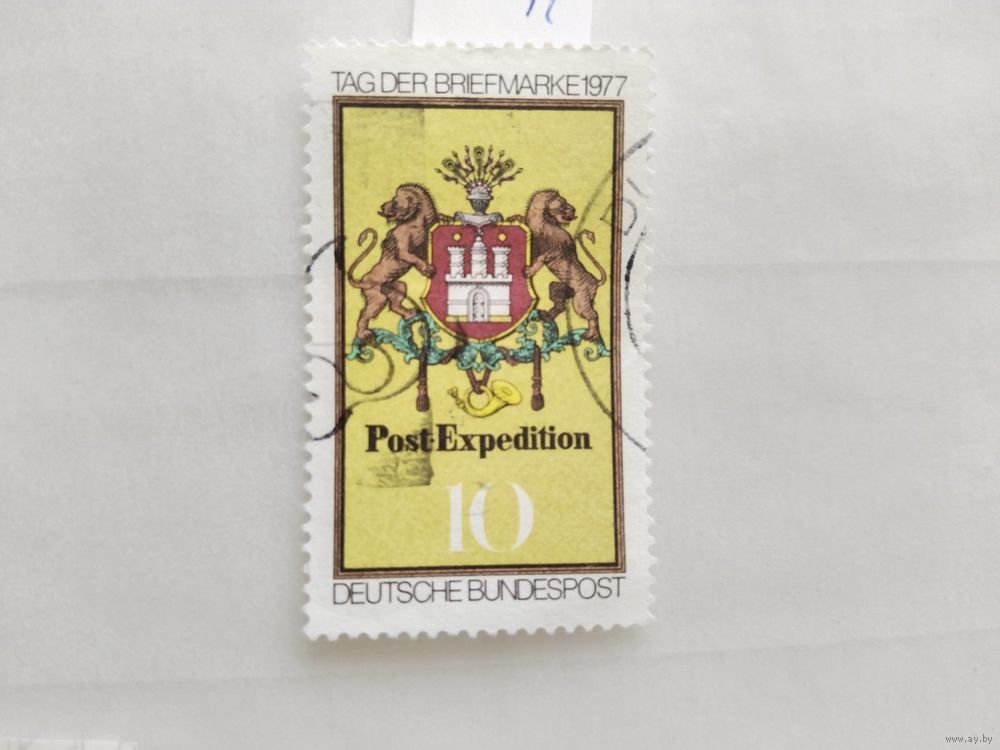 TAG DER BRIEFMARKE 1977
Post-Expedition
10
DEUTSCHE BUNDESPOST
www.ay.by